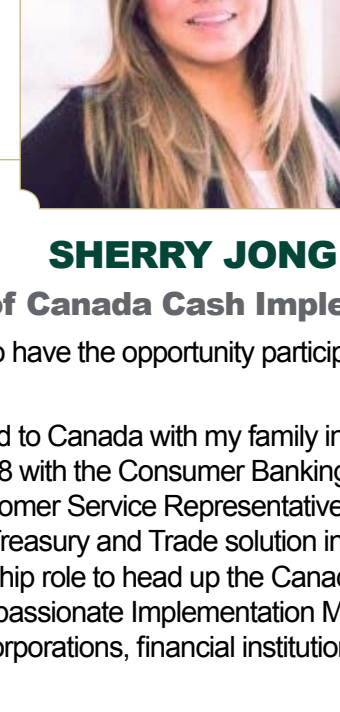 SHERRY JONG
of Canada Cash Imple
have the opportunity particip
to Canada with my family in
8 with the Consumer Banking
omer Service Representative
Treasury and Trade solution in
hip role to head up the Canad
passionate Implementation M
orporations, financial institution